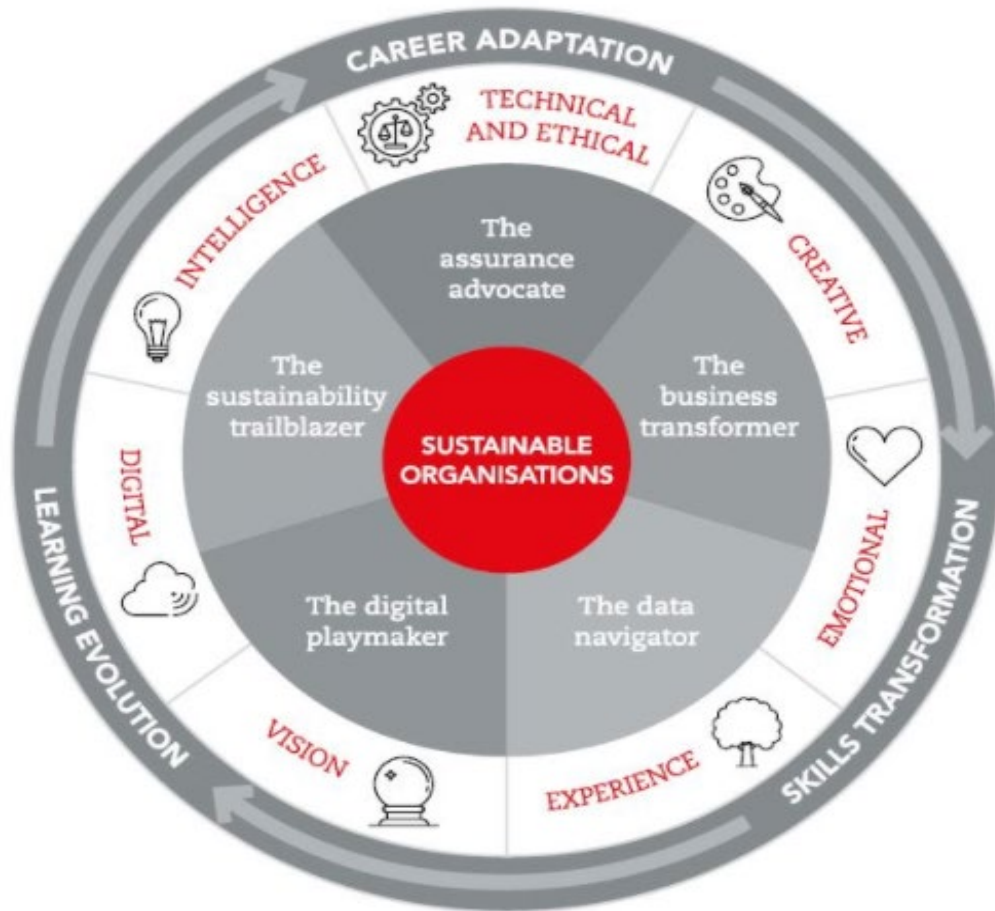 CAREER ADAPTATION
TECHNICAL
AND ETHICAL
CREATIVE
EMOTIONAL
EXPERIENCE
VISION
DIGITAL
INTELLIGENCE
SKILLS TRANSFORMATION
LEARNING EVOLUTION
The
assurance
advocate
The
business
transformer
The data
navigator
The digital
playmaker
The
sustainability
trailblazer
SUSTAINABLE
ORGANISATIONS